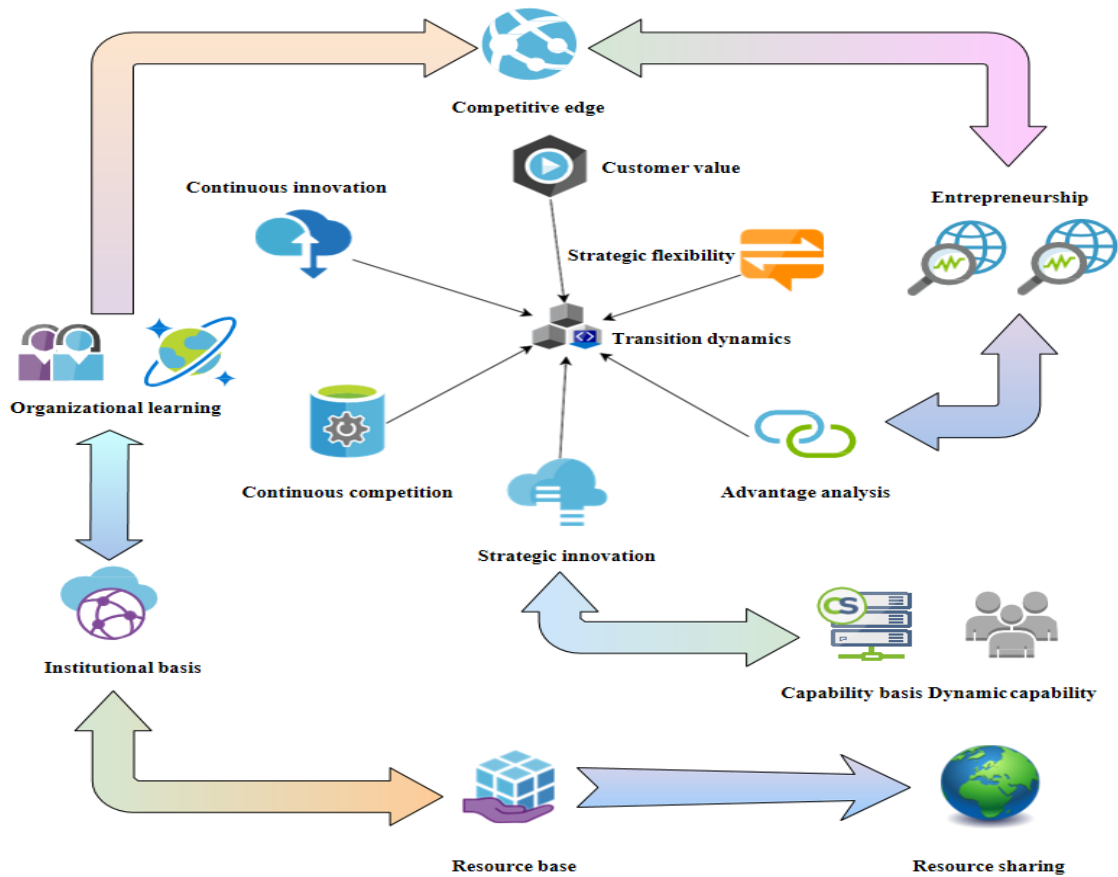 Competitive edge
Customer value
Continuous innovation
Entrepreneurship
Strategic flexibility
Transition dynamics
Organizational learning
Continuous competition
Advantage analysis
Strategic innovation
CS
Institutional basis
Capability basis Dynamic capability
Resource base
Resource sharing